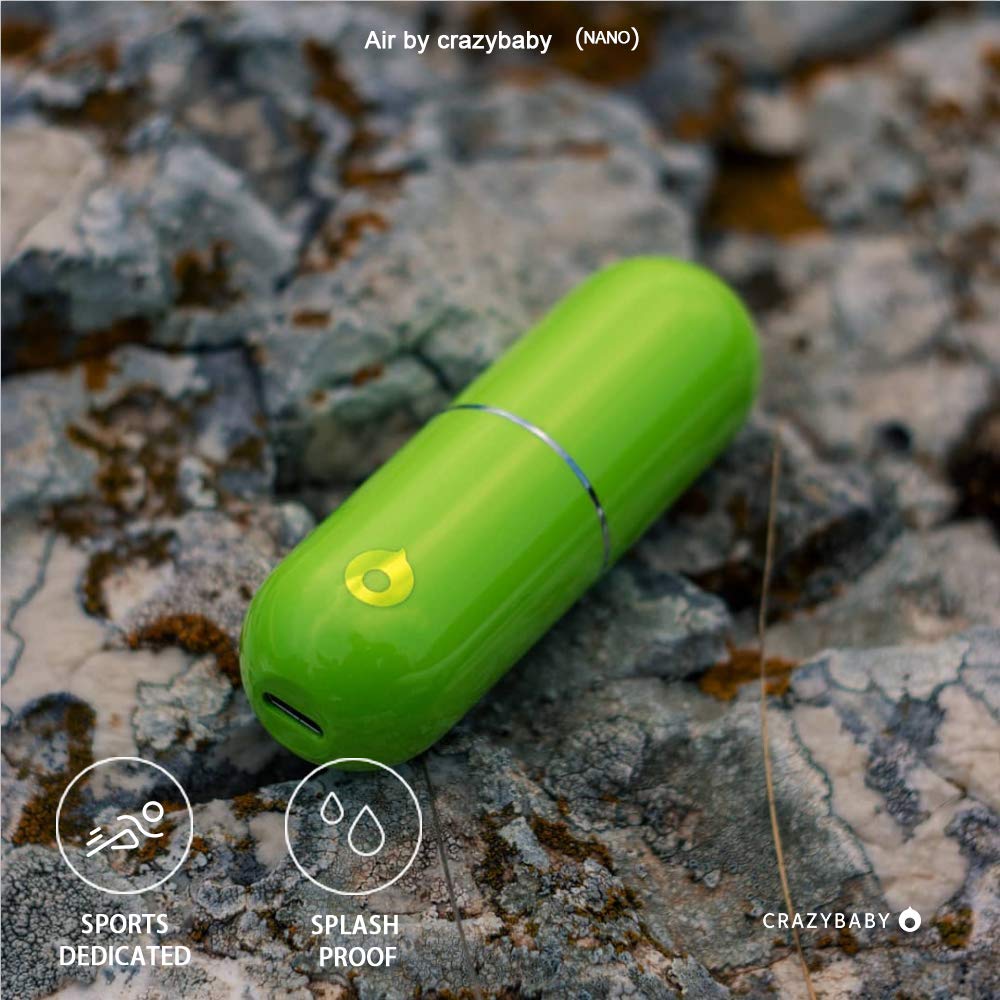 Air by crazybaby (NANO)
SPORTS
DEDICATED
SPLASH
PROOF
CRAZYBABY